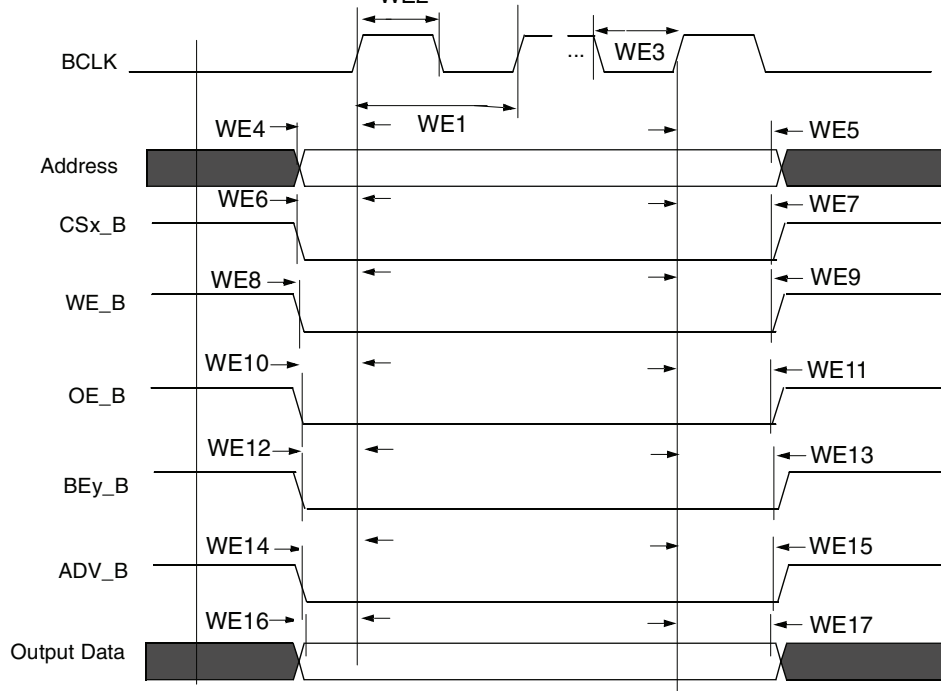 WE2
BCLK
...
WE3
WE1
WE4
WE5
Address
WE6
WE7
CSx_B
WE8
WE9
WE_B
WE10
WE11
OE_B
WE12
WE13
BEy_B
WE14
WE15
ADV_B
WE16
WE17
Output Data